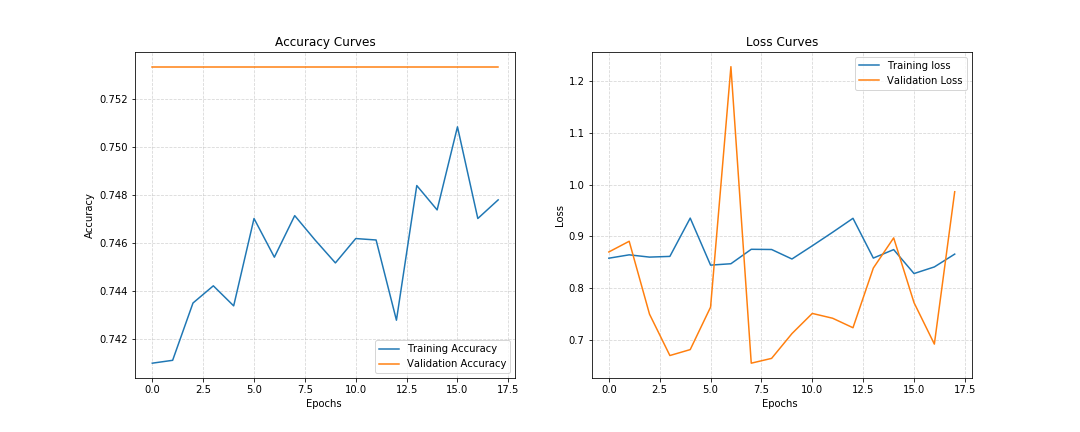 Accuracy Curves
0.752
0.750
0.748
0.746
0.744
0.742
Accuracy
0.0 2.5 5.0 7.5 10.0 12.5 15.0 17.5
Epochs
Training Accuracy
Validation Accuracy
Loss Curves
1.2
1.1
1.0
0.9
0.8
0.7
Loss
0.0 2.5 5.0 7.5 10.0 12.5 15.0 17.5
Epochs
Training loss
Validation Loss